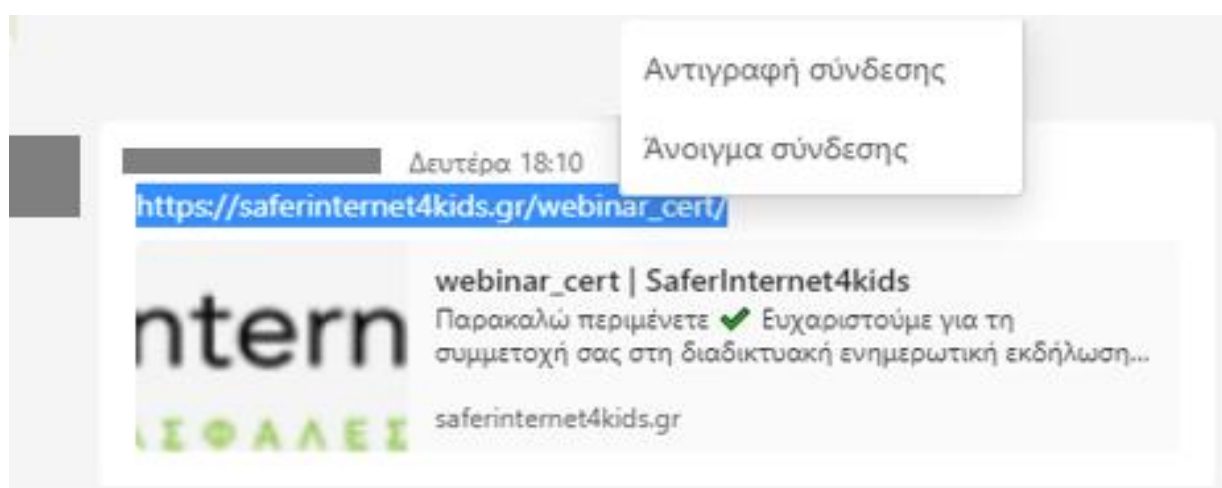 Αντιγραφή σύνδεσης
Άνοιγμα σύνδεσης
Δευτέρα 18:10
https://saferinternet4kids.gr/webinar_cert/
webinar_cert | SaferInternet4kids
Παρακαλώ περιμένετε ✔ Ευχαριστούμε για τη
συμμετοχή σας στη διαδικτυακή ενημερωτική εκδήλωση...
saferinternet4kids.gr
ntern
ΑΣΦΑΛΕΣ